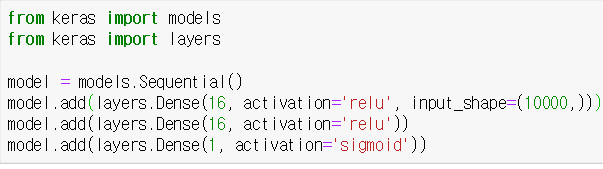 from keras import models
from keras import layers

model = models.Sequential()
model.add(layers.Dense(16, activation='relu', input_shape=(10000,)))
model.add(layers.Dense(16, activation='relu'))
model.add(layers.Dense(1, activation='sigmoid'))